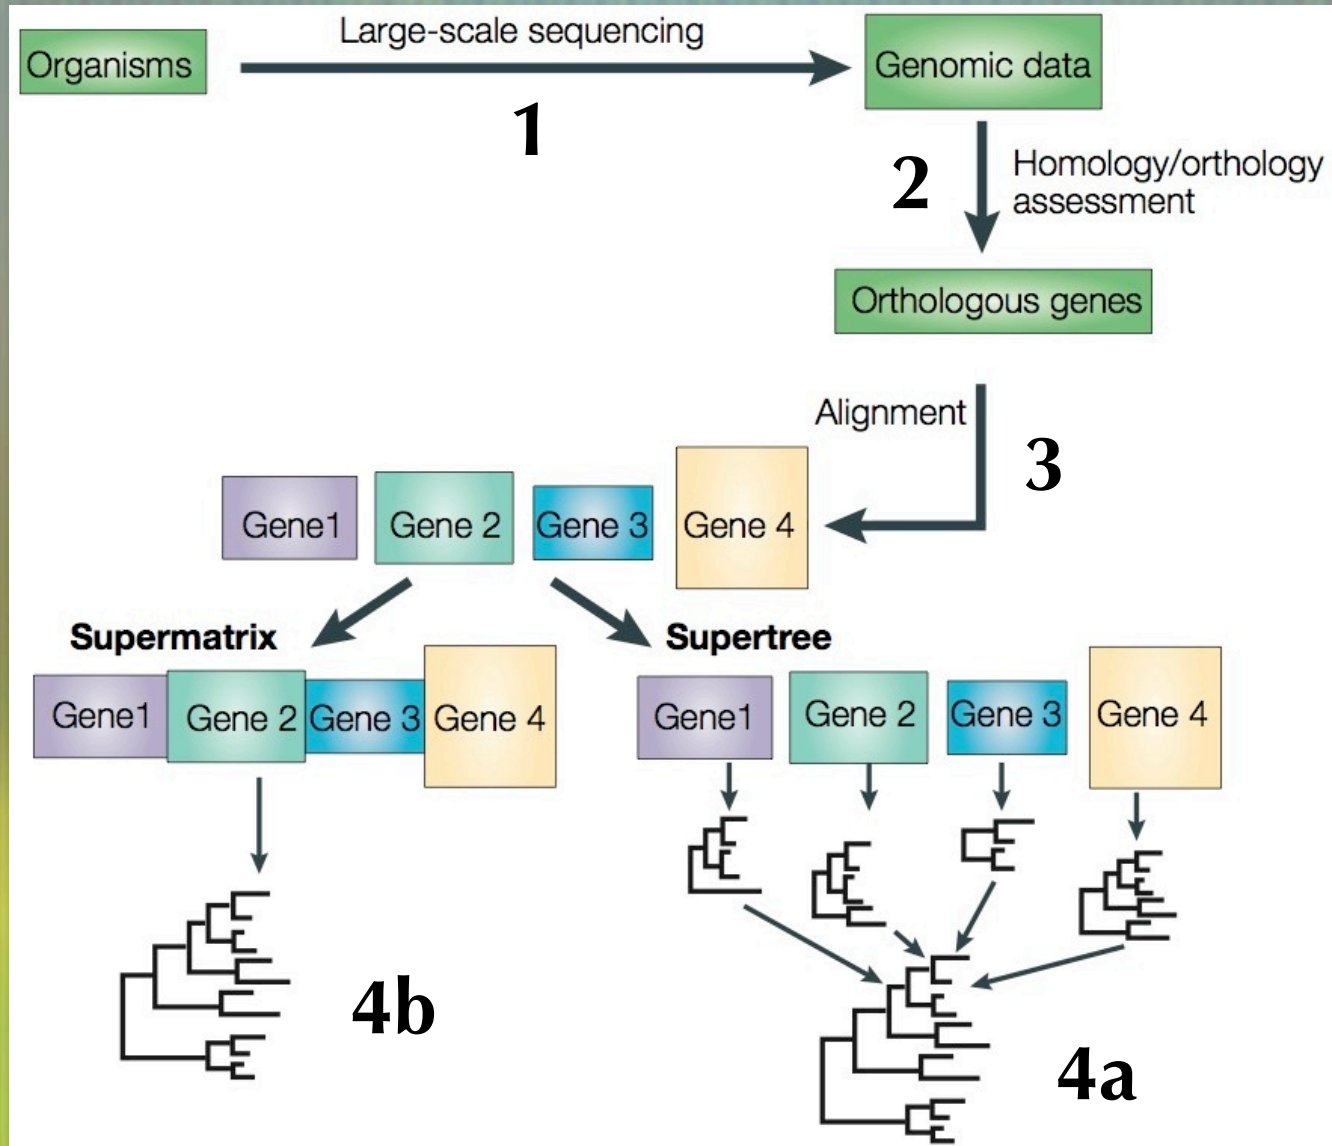 Organisms
Large-scale sequencing
Genomic data
1
2
Homology/orthology
assessment
Orthologous genes
Alignment
3
Gene1
Gene 2
Gene 3
Gene 4
Supermatrix
Supertree
Gene1
Gene 2
Gene 3
Gene 4
Gene1
Gene 2
Gene 3
Gene 4
4b
4a